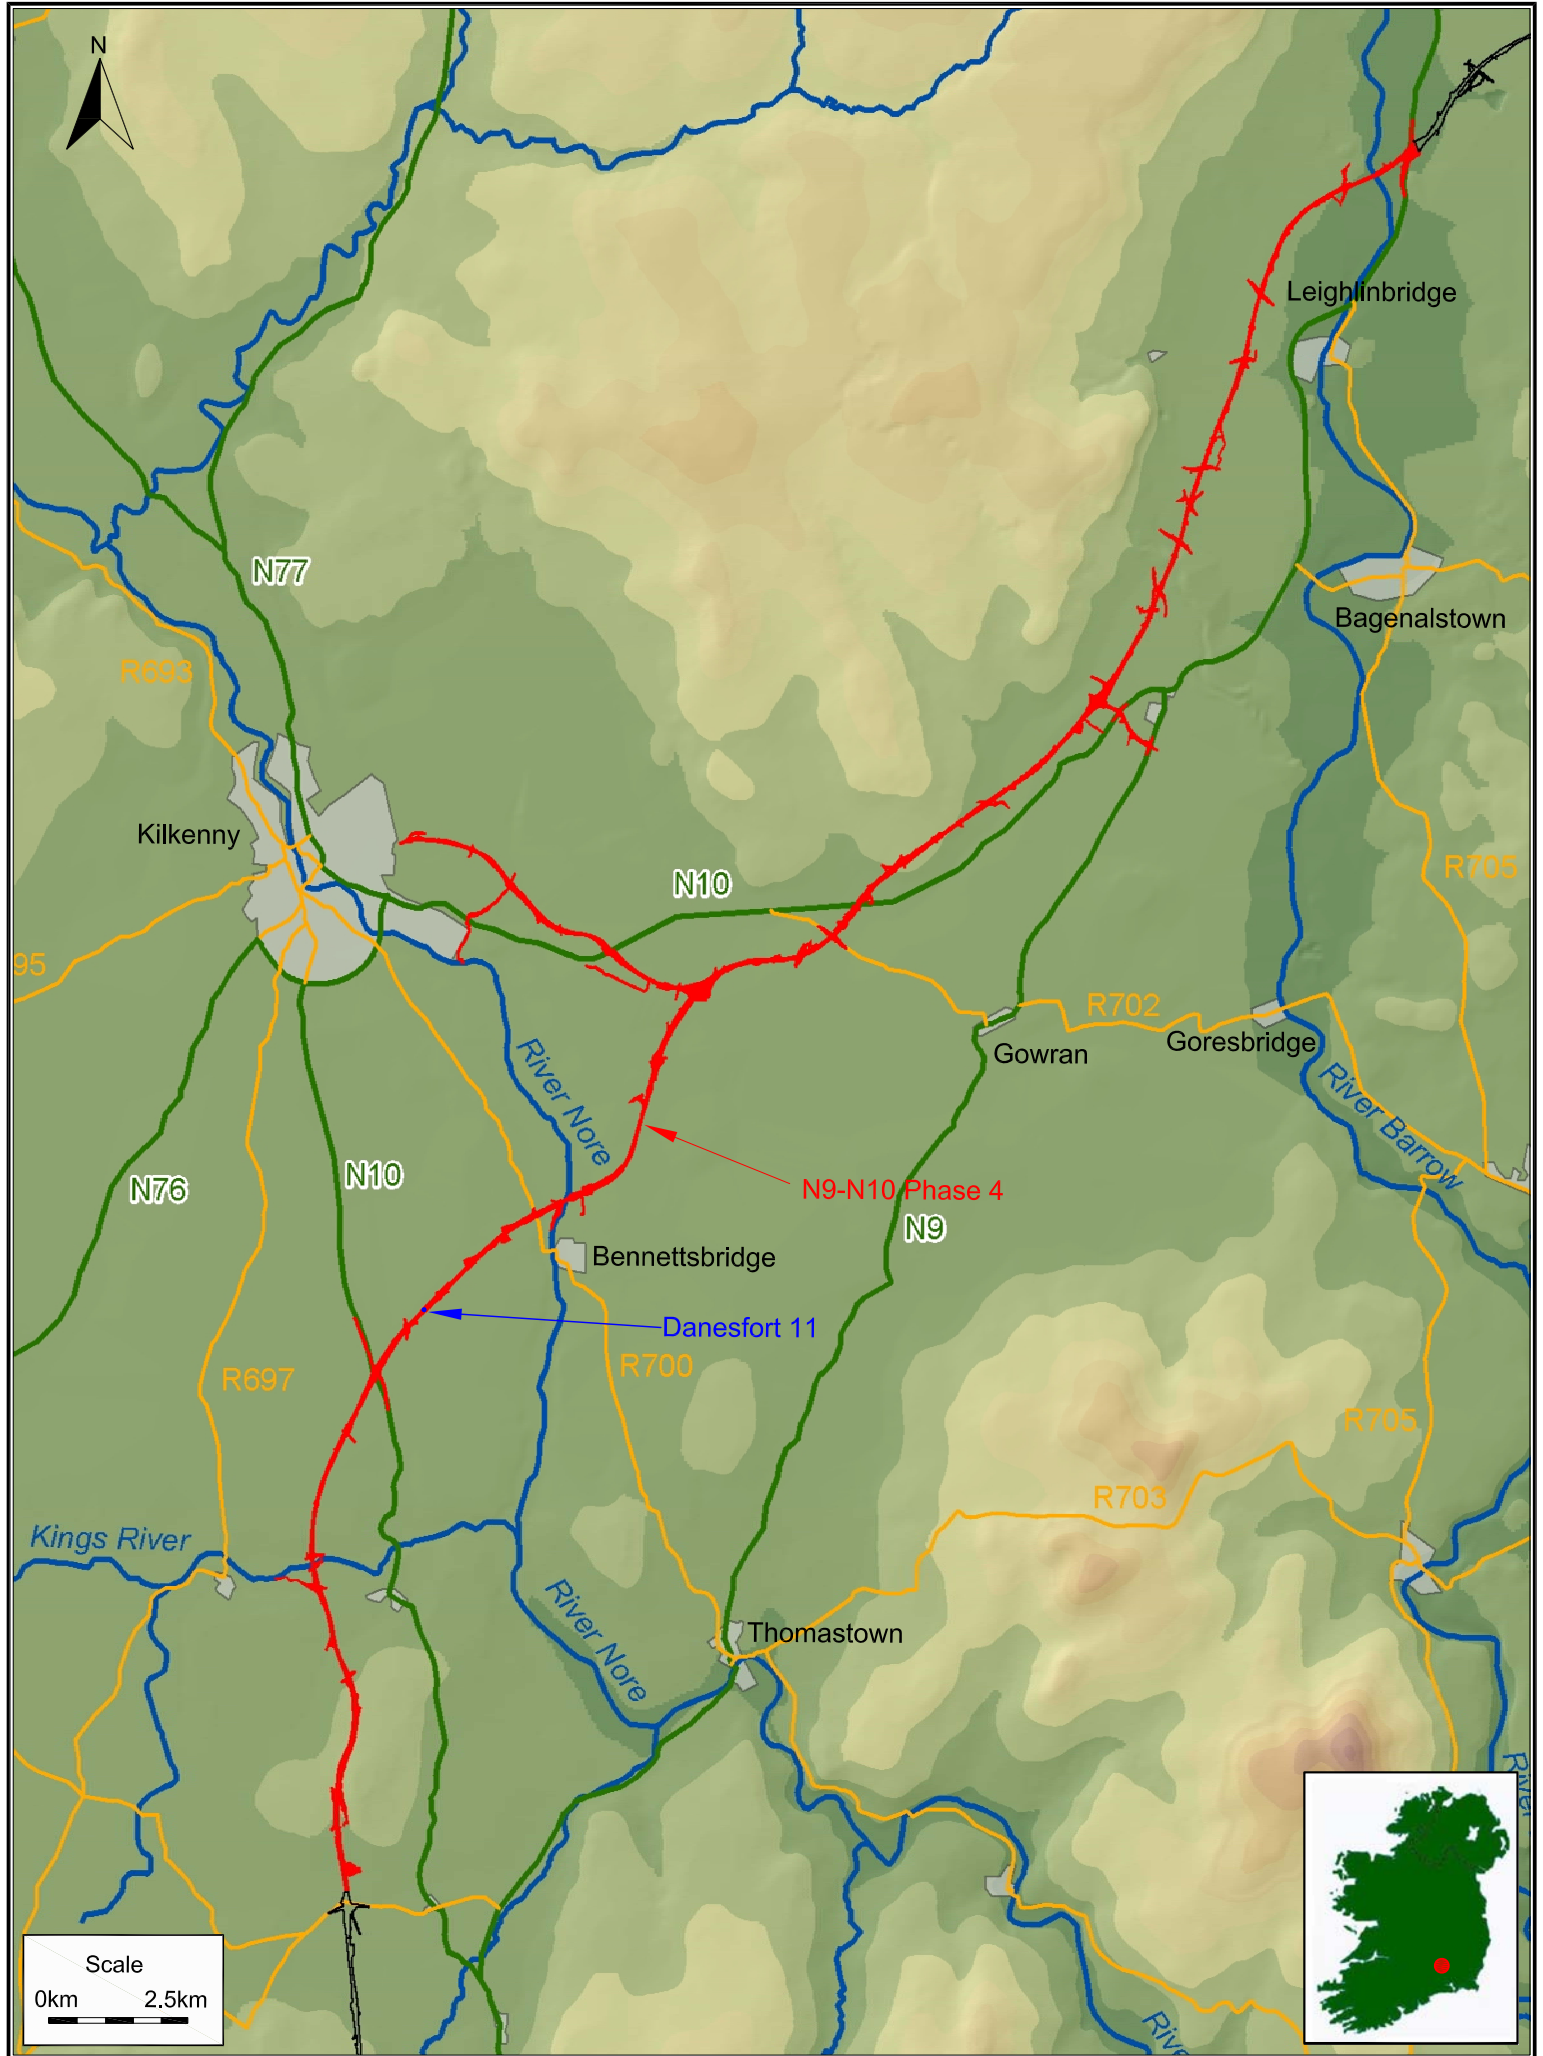 N
Leighlinbridge
N77
Bagenalstown
R693
Kilkenny
R705
N10
95
R702
Gowran
Goresbridge
River Nore
River Barrow
N76
N10
N9-N10 Phase 4
N9
Bennettsbridge
Danesfort 11
R700
R697
R705
R703
Kings River
River Nore
Thomastown
River
Scale
0km 2.5km